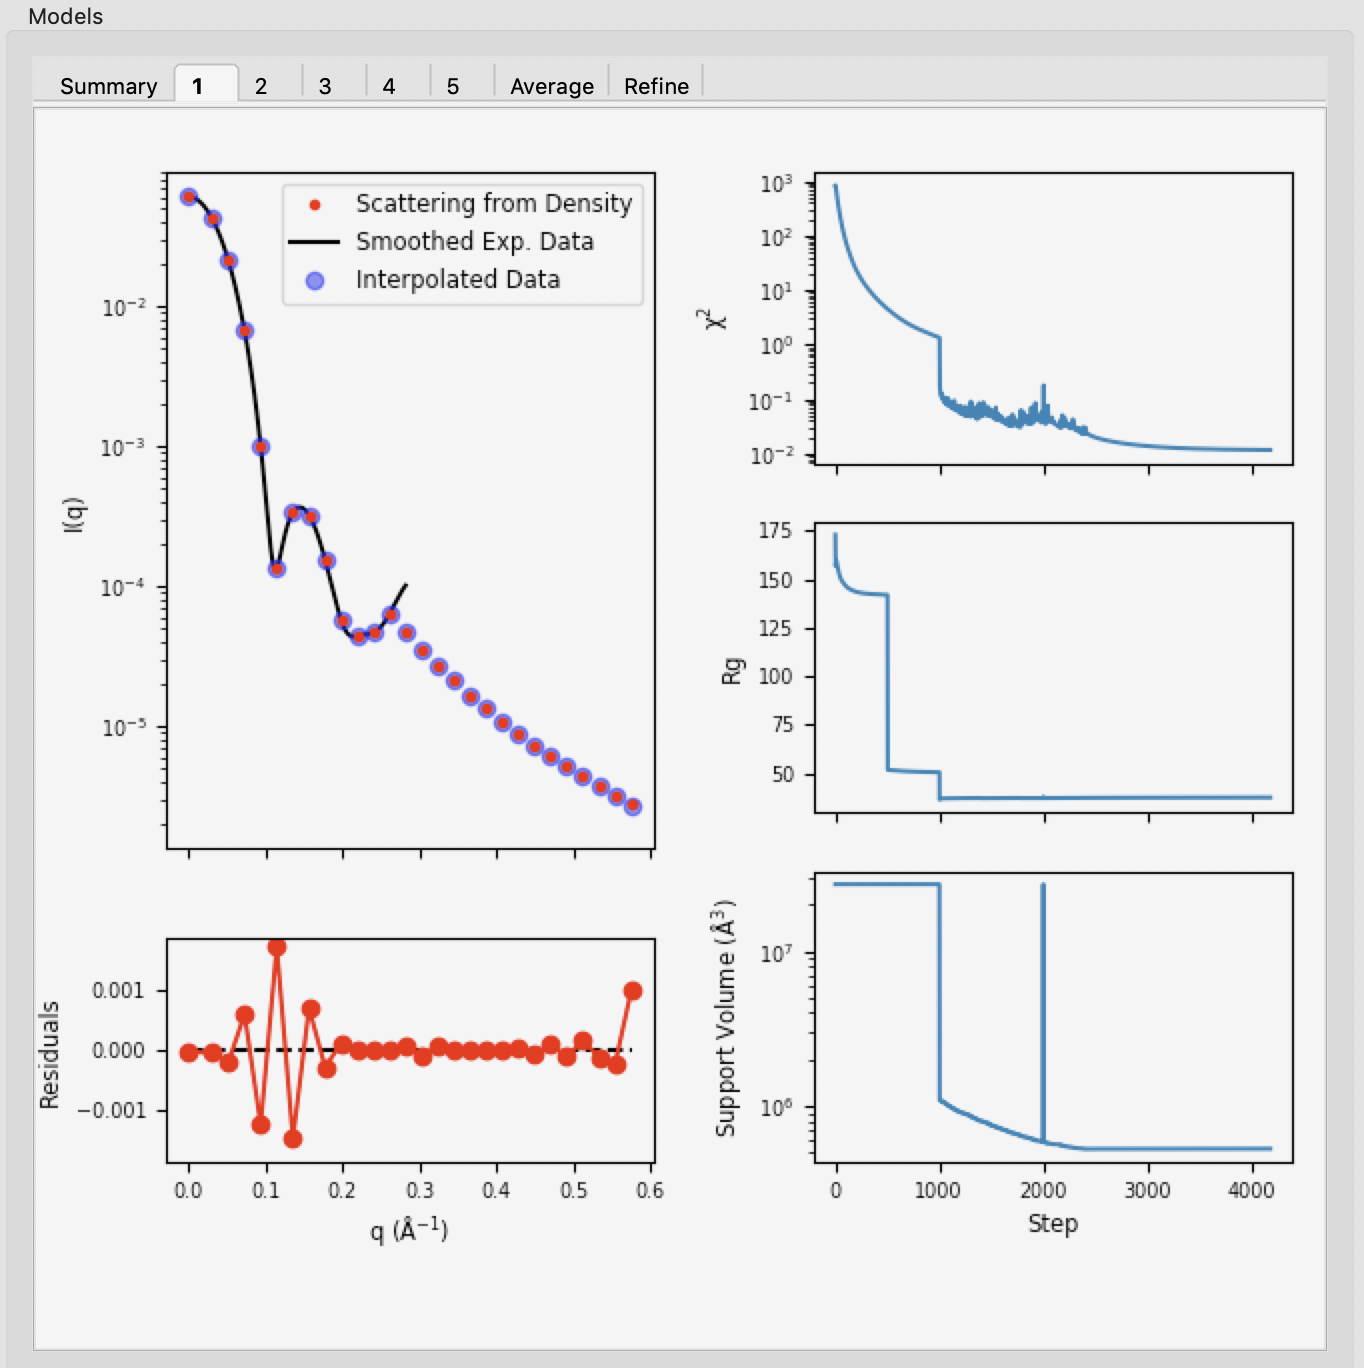 Models
Summary 1 2 3 4 5 Average Refine
Scattering from Density
Smoothed Exp. Data
Interpolated Data
I(q)
10⁻²
10⁻³
10⁻⁴
10⁻⁵
Residuals
0.001
0.000
−0.001
0.0 0.1 0.2 0.3 0.4 0.5 0.6
q (Å⁻¹)
χ²
10³
10²
10¹
10⁰
10⁻¹
10⁻²
Rg
175
150
125
100
75
50
Support Volume (Å³)
10⁷
10⁶
0 1000 2000 3000 4000
Step